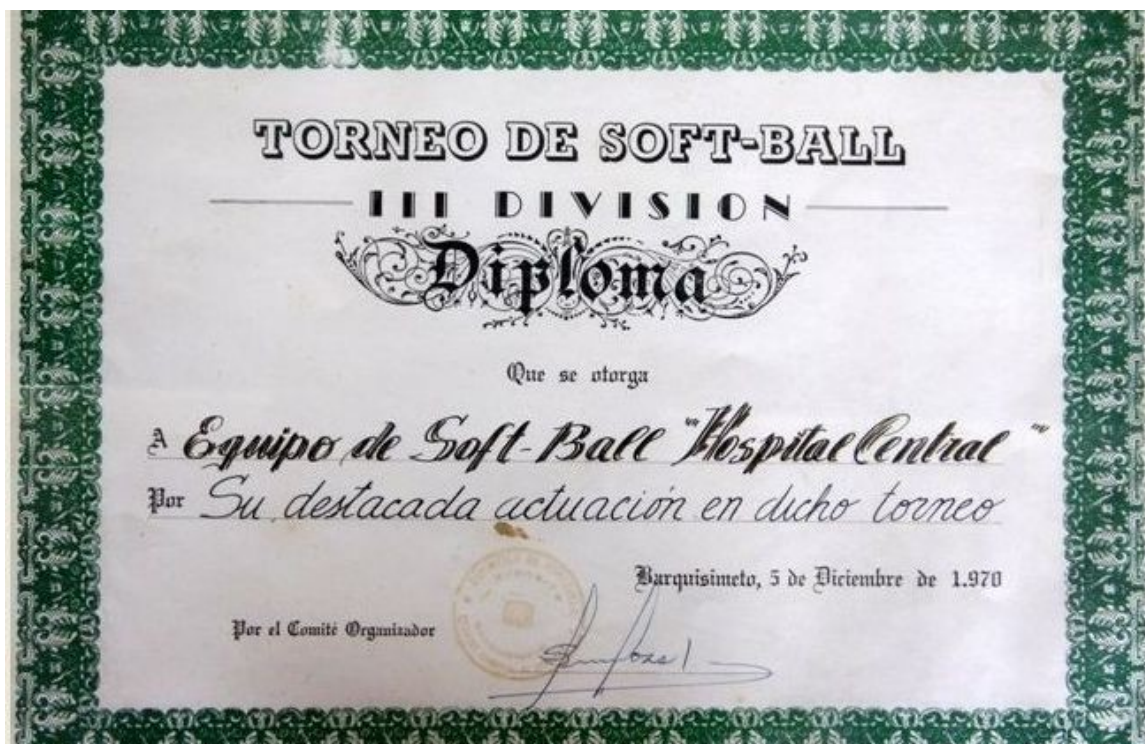 TORNEO DE SOFT-BALL
III DIVISION
Diploma
Que se otorga
A Equipo de Soft-Ball "Hospital Central"
Por Su destacada actuación en dicho torneo
Barquisimeto, 5 de Diciembre de 1.970
Por el Comité Organizador